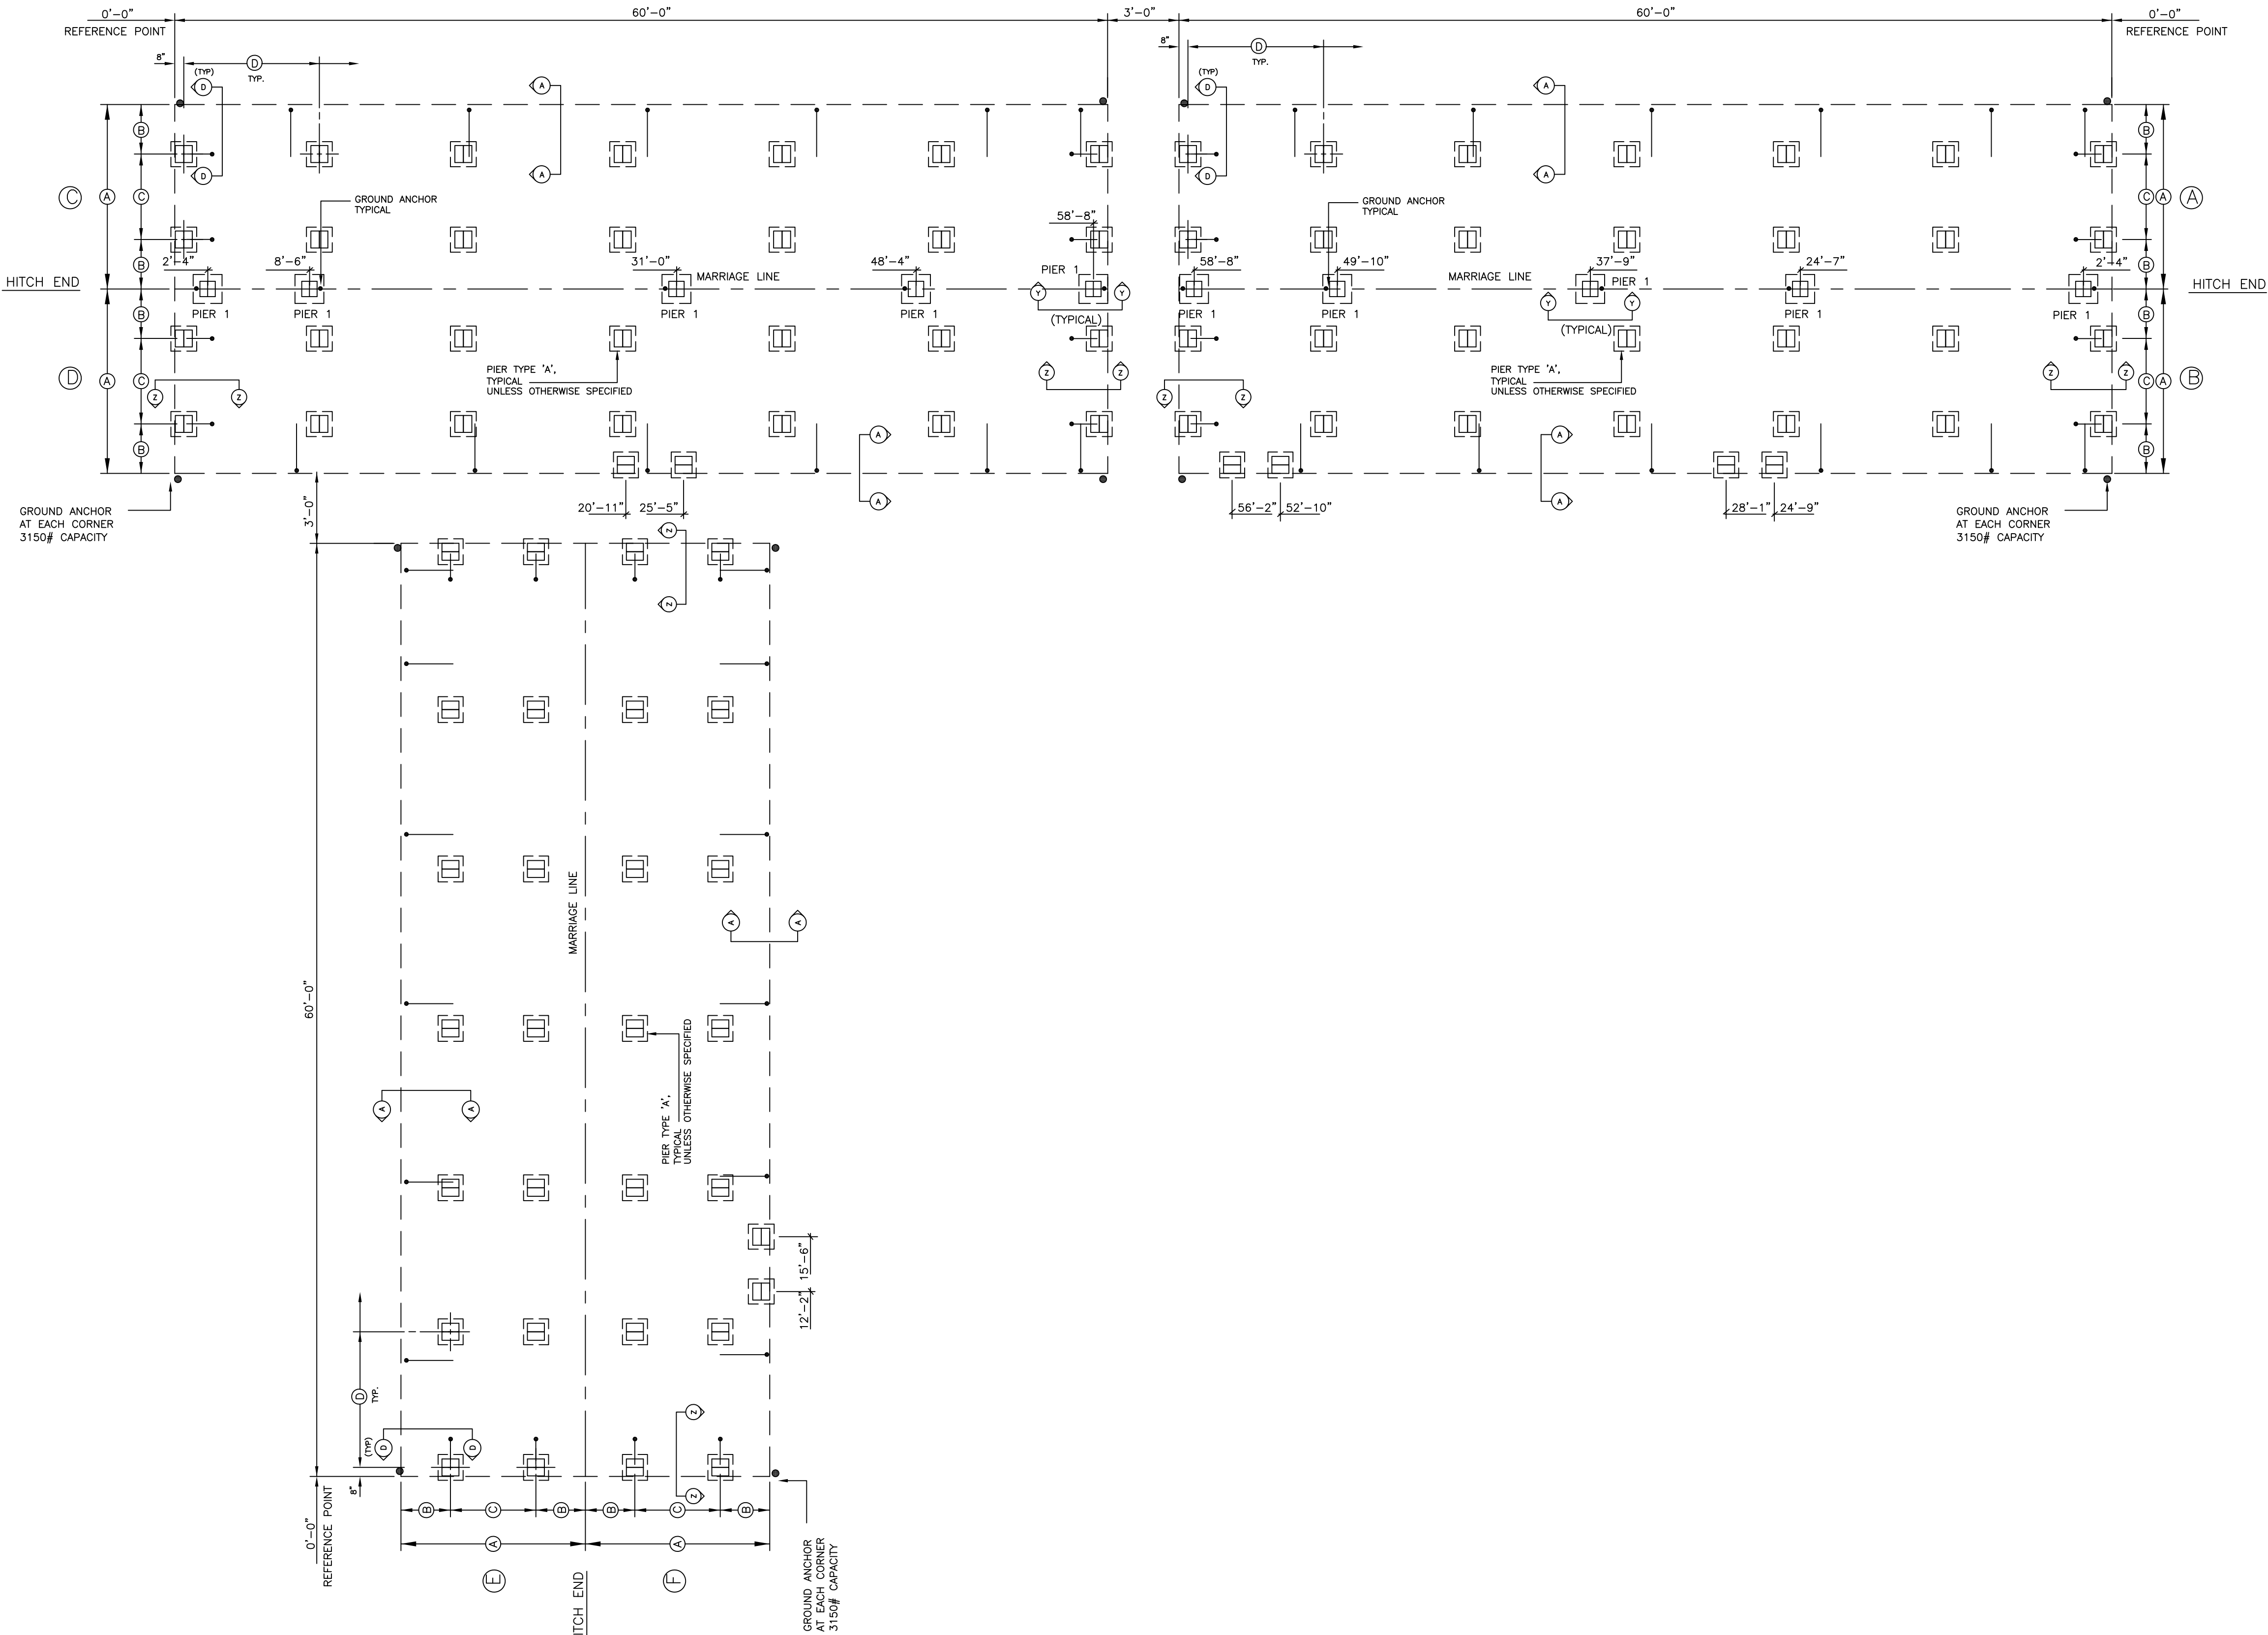 0'-0"
60'-0"
3'-0"
60'-0"
0'-0"
REFERENCE POINT
REFERENCE POINT
8"
D
TYP.
8"
D
TYP.
(TYP)
D
D
A
A
(TYP)
D
D
A
A
B
C
A
B
C
B
C
A
A
B
GROUND ANCHOR
TYPICAL
GROUND ANCHOR
TYPICAL
58'-8"
HITCH END
2'-4"
8'-6"
31'-0"
MARRIAGE LINE
48'-4"
PIER 1
58'-8"
49'-10"
MARRIAGE LINE
37'-9"
PIER 1
24'-7"
2'-4"
HITCH END
PIER 1
PIER 1
PIER 1
PIER 1
Y
Y
(TYPICAL)
PIER 1
PIER 1
Y
Y
(TYPICAL)
PIER 1
PIER 1
D
A
B
C
B
Z
Z
PIER TYPE 'A',
TYPICAL
UNLESS OTHERWISE SPECIFIED
Z
Z
Z
Z
PIER TYPE 'A',
TYPICAL
UNLESS OTHERWISE SPECIFIED
Z
Z
B
C
A
B
B
A
A
A
A
GROUND ANCHOR
AT EACH CORNER
3150# CAPACITY
20'-11"
25'-5"
56'-2"
52'-10"
28'-1"
24'-9"
GROUND ANCHOR
AT EACH CORNER
3150# CAPACITY
3'-0"
60'-0"
Z
Z
MARRIAGE LINE
A
A
A
A
PIER TYPE 'A',
TYPICAL
UNLESS OTHERWISE SPECIFIED
15'-6"
12'-2"
D
TYP.
(TYP)
D
D
8"
Z
Z
0'-0"
REFERENCE POINT
B
C
B
B
C
B
A
A
E
F
ITCH END
GROUND ANCHOR
AT EACH CORNER
3150# CAPACITY